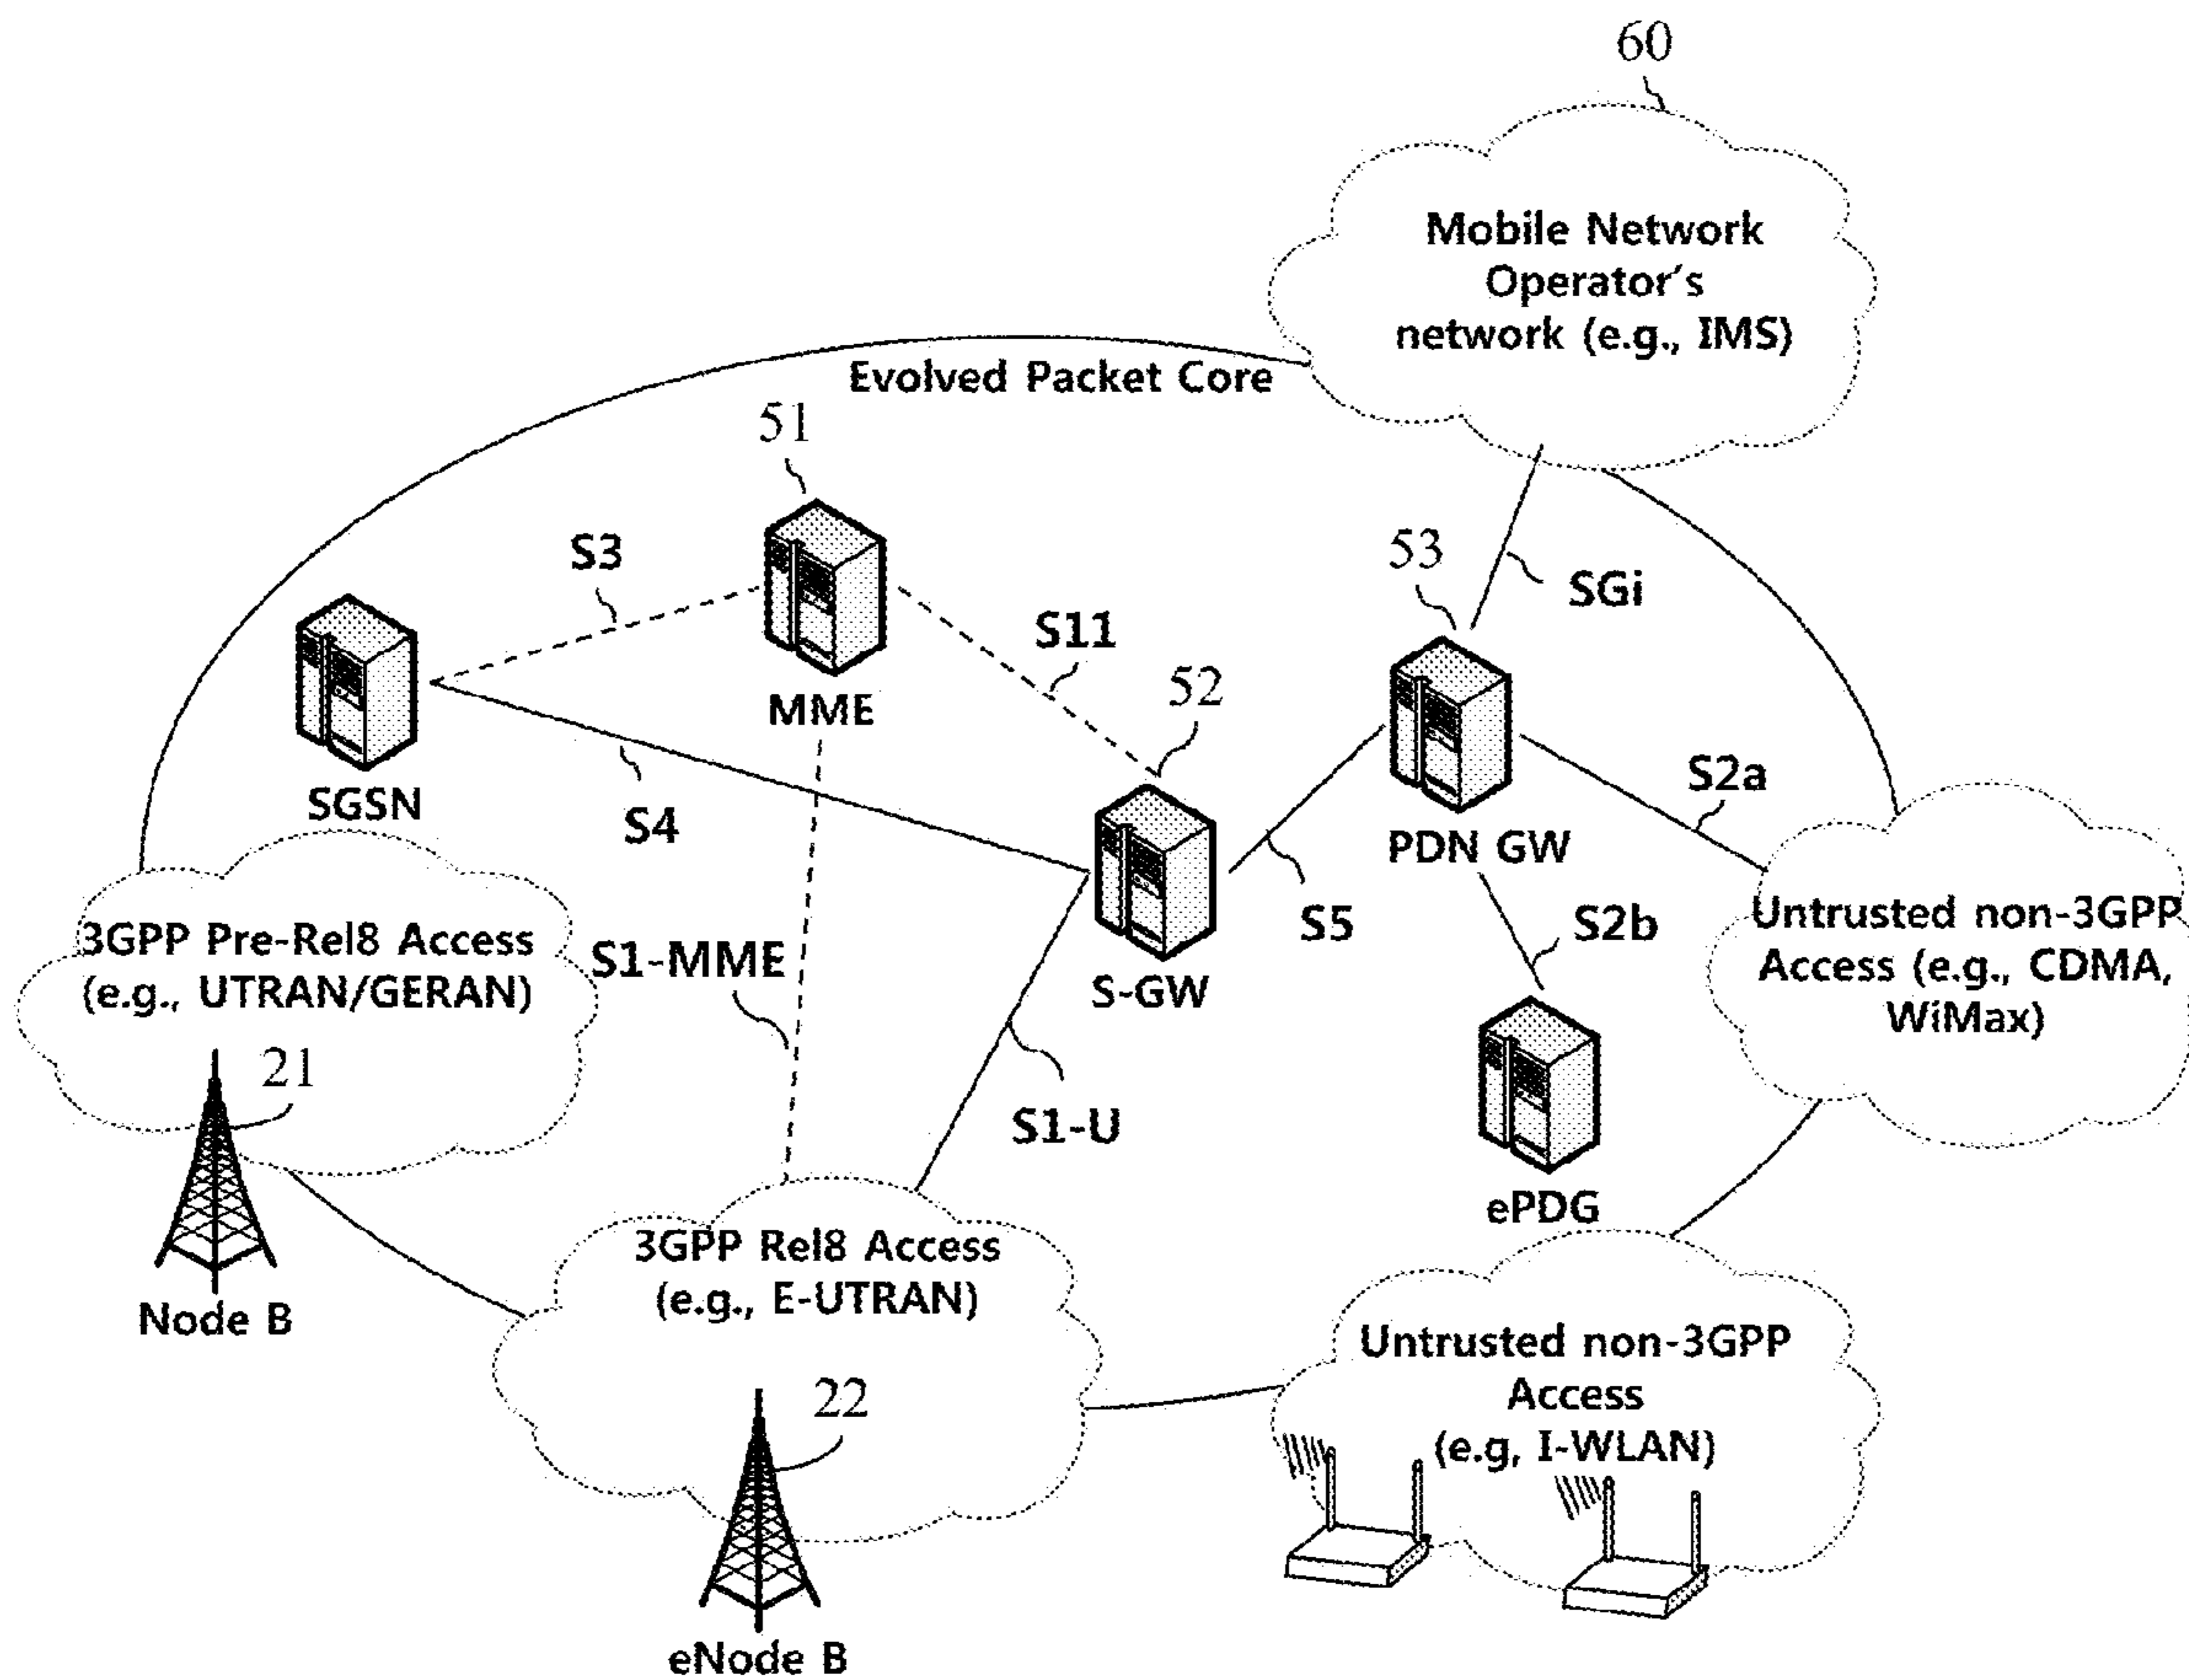 60
Mobile Network
Operator's
network (e.g., IMS)
Evolved Packet Core
51
S3
53
SGi
S11
52
MME
S2a
SGSN
S4
PDN GW
3GPP Pre-Rel8 Access
(e.g., UTRAN/GERAN)
S1-MME
S5
S2b
S-GW
Untrusted non-3GPP
Access (e.g., CDMA,
WiMax)
21
S1-U
ePDG
3GPP Rel8 Access
(e.g., E-UTRAN)
Node B
Untrusted non-3GPP
Access
(e.g, I-WLAN)
22
eNode B